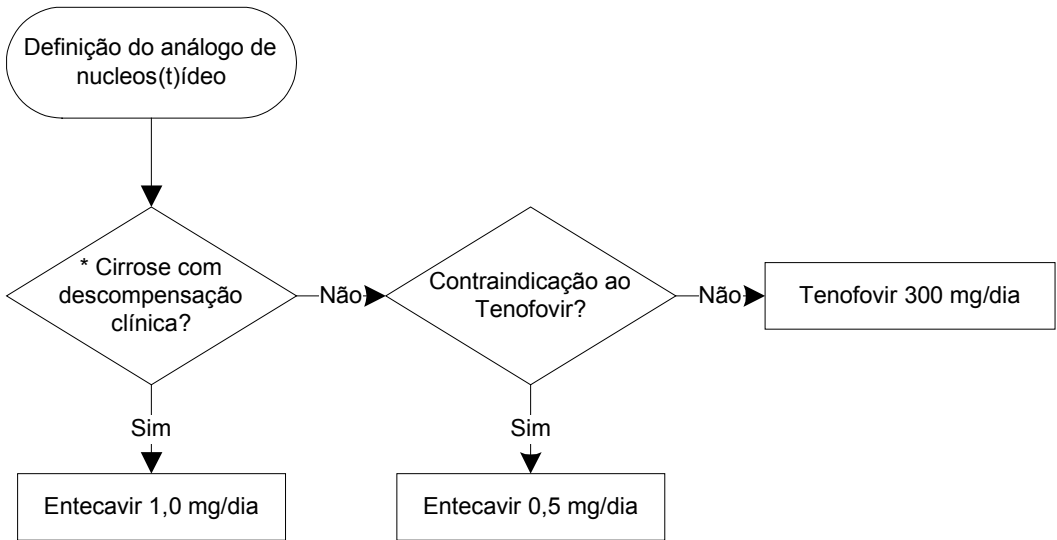 Definição do análogo de
nucleos(t)ídeo
* Cirrose com
descompensação
clínica?
Não
Contraindicação ao
Tenofovir?
Não
Tenofovir 300 mg/dia
Sim
Sim
Entecavir 1,0 mg/dia
Entecavir 0,5 mg/dia